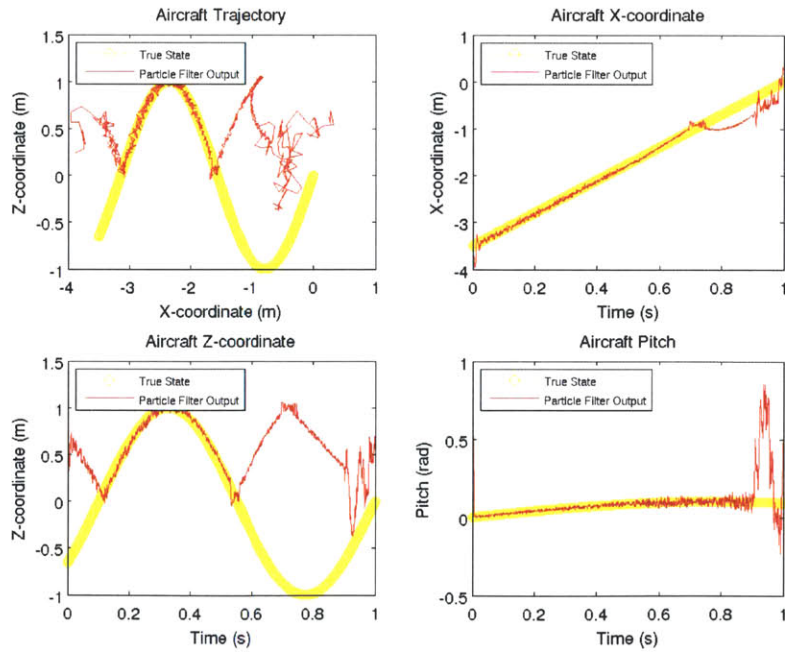 Aircraft Trajectory
True State
Particle Filter Output
1.5
1
0.5
0
-0.5
-1
Z-coordinate (m)
-4 -3 -2 -1 0 1
X-coordinate (m)
Aircraft X-coordinate
True State
Particle Filter Output
1
0
-1
-2
-3
-4
X-coordinate (m)
0 0.2 0.4 0.6 0.8 1
Time (s)
Aircraft Z-coordinate
True State
Particle Filter Output
1.5
1
0.5
0
-0.5
-1
Z-coordinate (m)
0 0.2 0.4 0.6 0.8 1
Time (s)
Aircraft Pitch
True State
Particle Filter Output
1
0.5
0
-0.5
Pitch (rad)
0 0.2 0.4 0.6 0.8 1
Time (s)